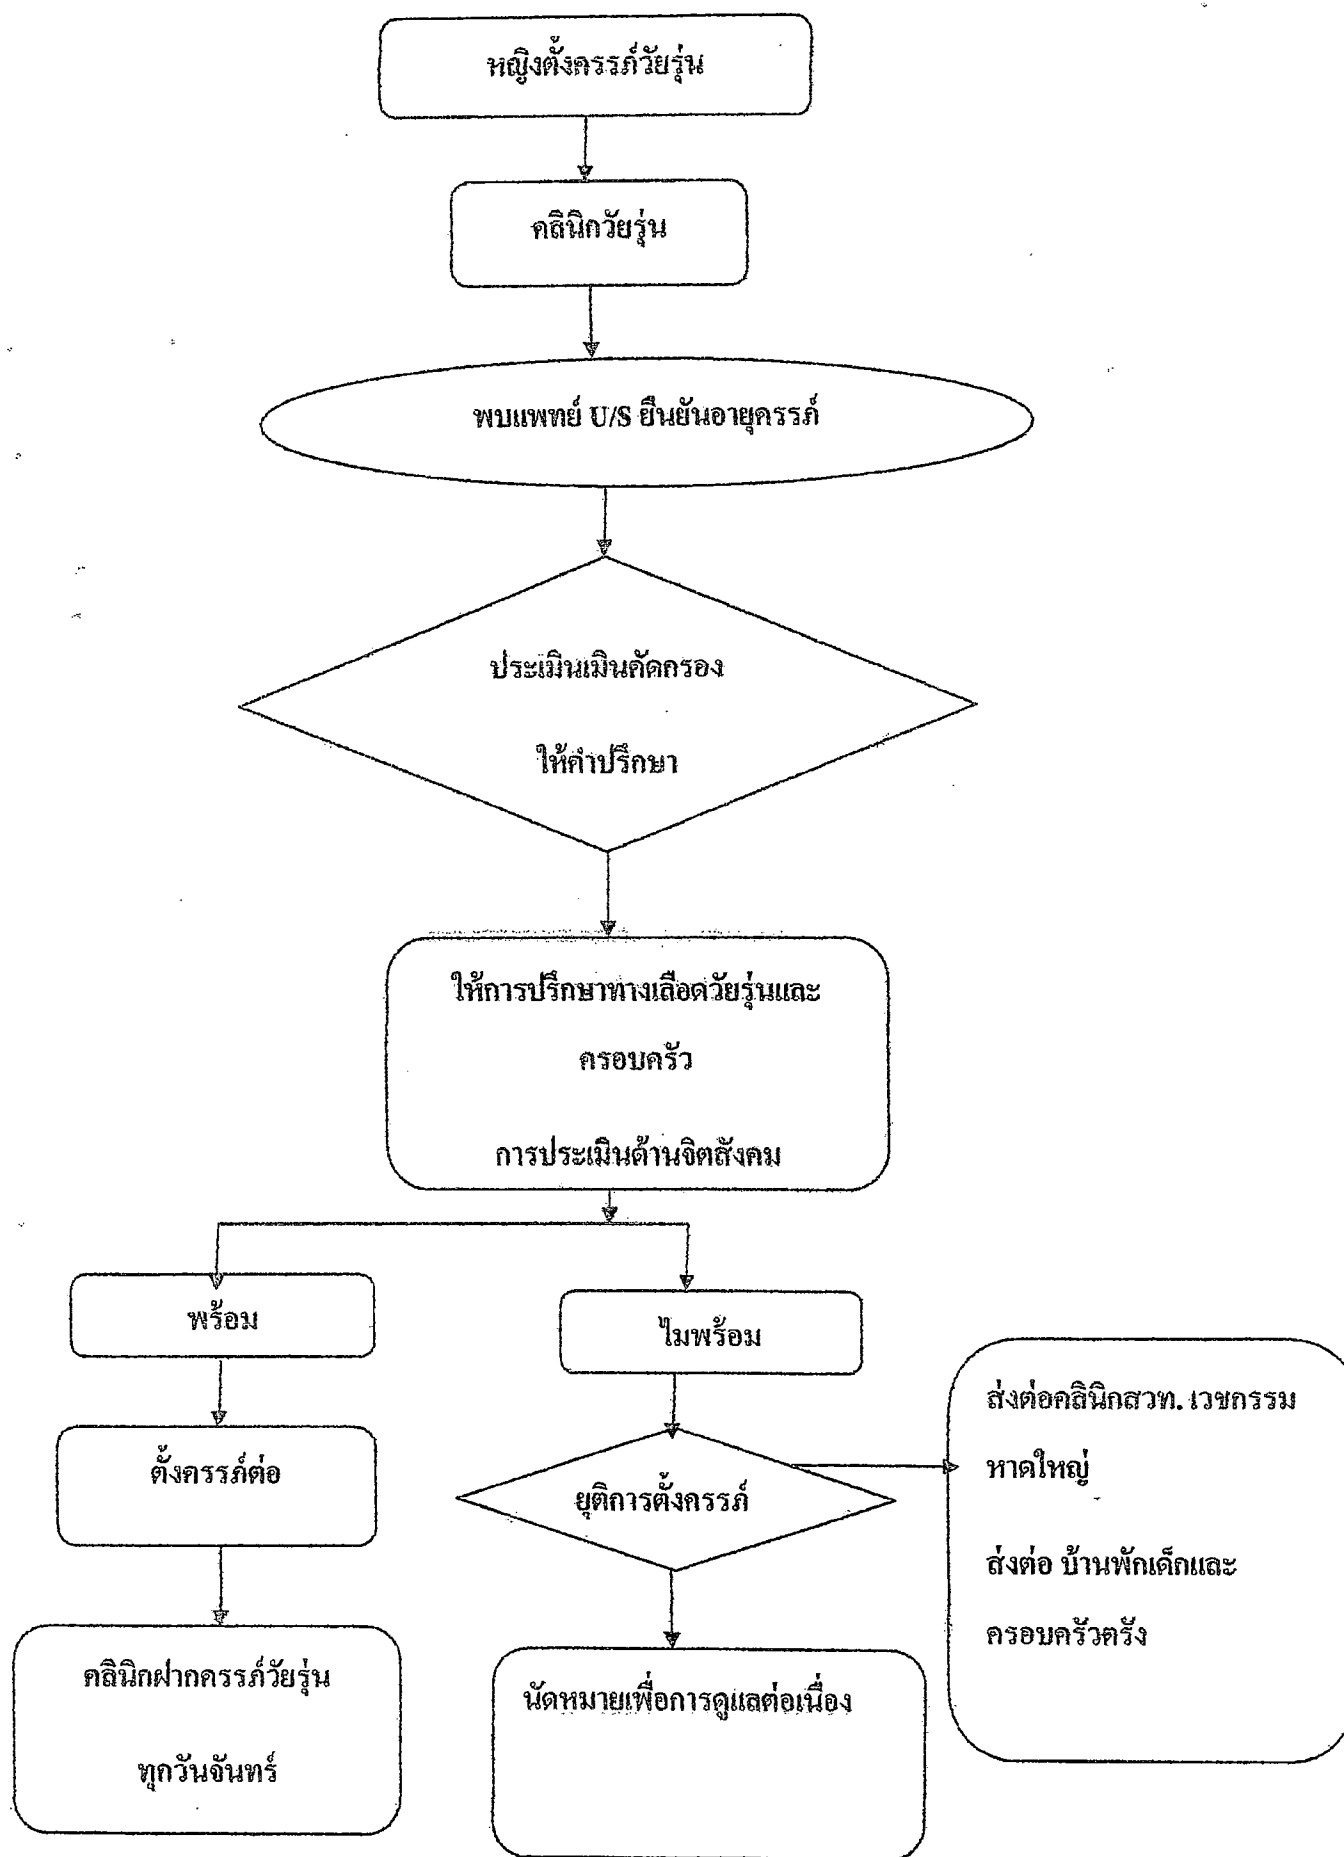 หญิงตั้งครรภ์วัยรุ่น
คลินิกวัยรุ่น
พบแพทย์ U/S ยืนยันอายุครรภ์
ประเมินเมินคัดกรอง
ให้คำปรึกษา
ให้การปรึกษาทางเลือดวัยรุ่นและ
ครอบครัว
การประเมินด้านจิตสังคม
พร้อม
ไมพร้อม
ตั้งครรภ์ต่อ
ยุติการตั้งครรภ์
ส่งต่อคลินิกสวท. เวชกรรม
หาดใหญ่
ส่งต่อ บ้านพักเด็กและ
ครอบครัวตรัง
คลินิกฝากครรภ์วัยรุ่น
ทุกวันจันทร์
นัดหมายเพื่อการดูแลต่อเนื่อง